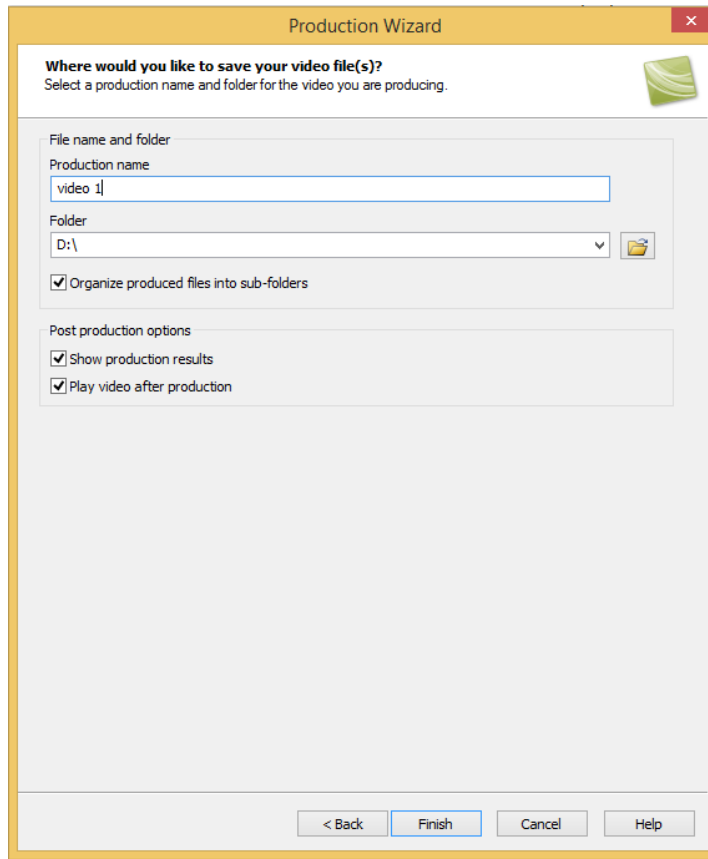 Production Wizard
Where would you like to save your video file(s)?
Select a production name and folder for the video you are producing.
File name and folder
Production name
video 1
Folder
D:\
Organize produced files into sub-folders
Post production options
Show production results
Play video after production
< Back Finish Cancel Help